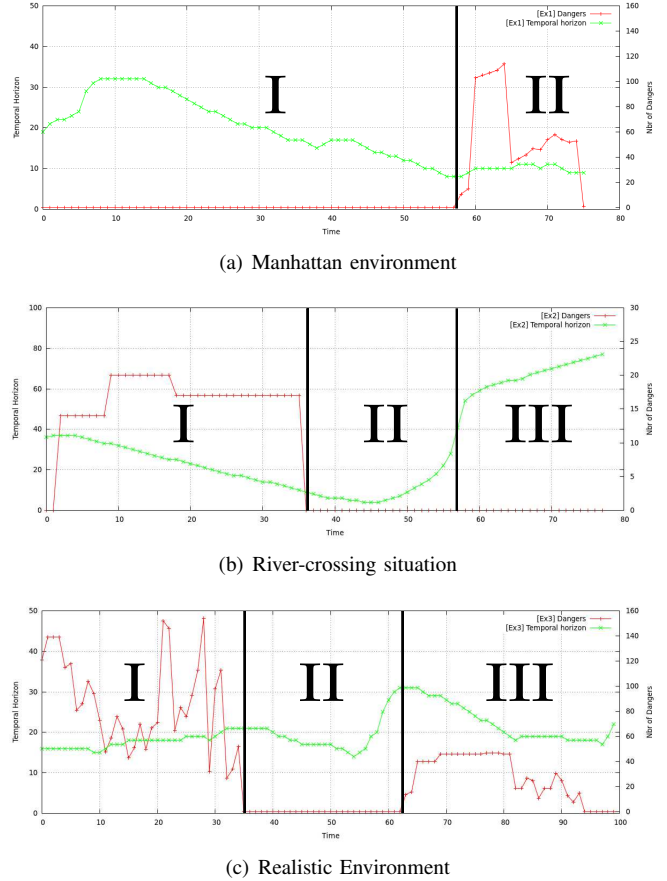 [Ex1] Dangers
[Ex1] Temporal horizon
Temporal Horizon
Nbr of Dangers
50
40
30
20
10
0
160
140
120
100
80
60
40
20
0
I
II
0 10 20 30 40 50 60 70 80
Time
(a) Manhattan environment
[Ex2] Dangers
[Ex2] Temporal horizon
Temporal Horizon
Nbr of Dangers
100
80
60
40
20
0
30
25
20
15
10
5
0
I
II
III
0 10 20 30 40 50 60 70 80
Time
(b) River-crossing situation
[Ex3] Dangers
[Ex3] Temporal horizon
Temporal Horizon
Nbr of Dangers
50
40
30
20
10
0
160
140
120
100
80
60
40
20
0
I
II
III
0 10 20 30 40 50 60 70 80 90 100
Time
(c) Realistic Environment